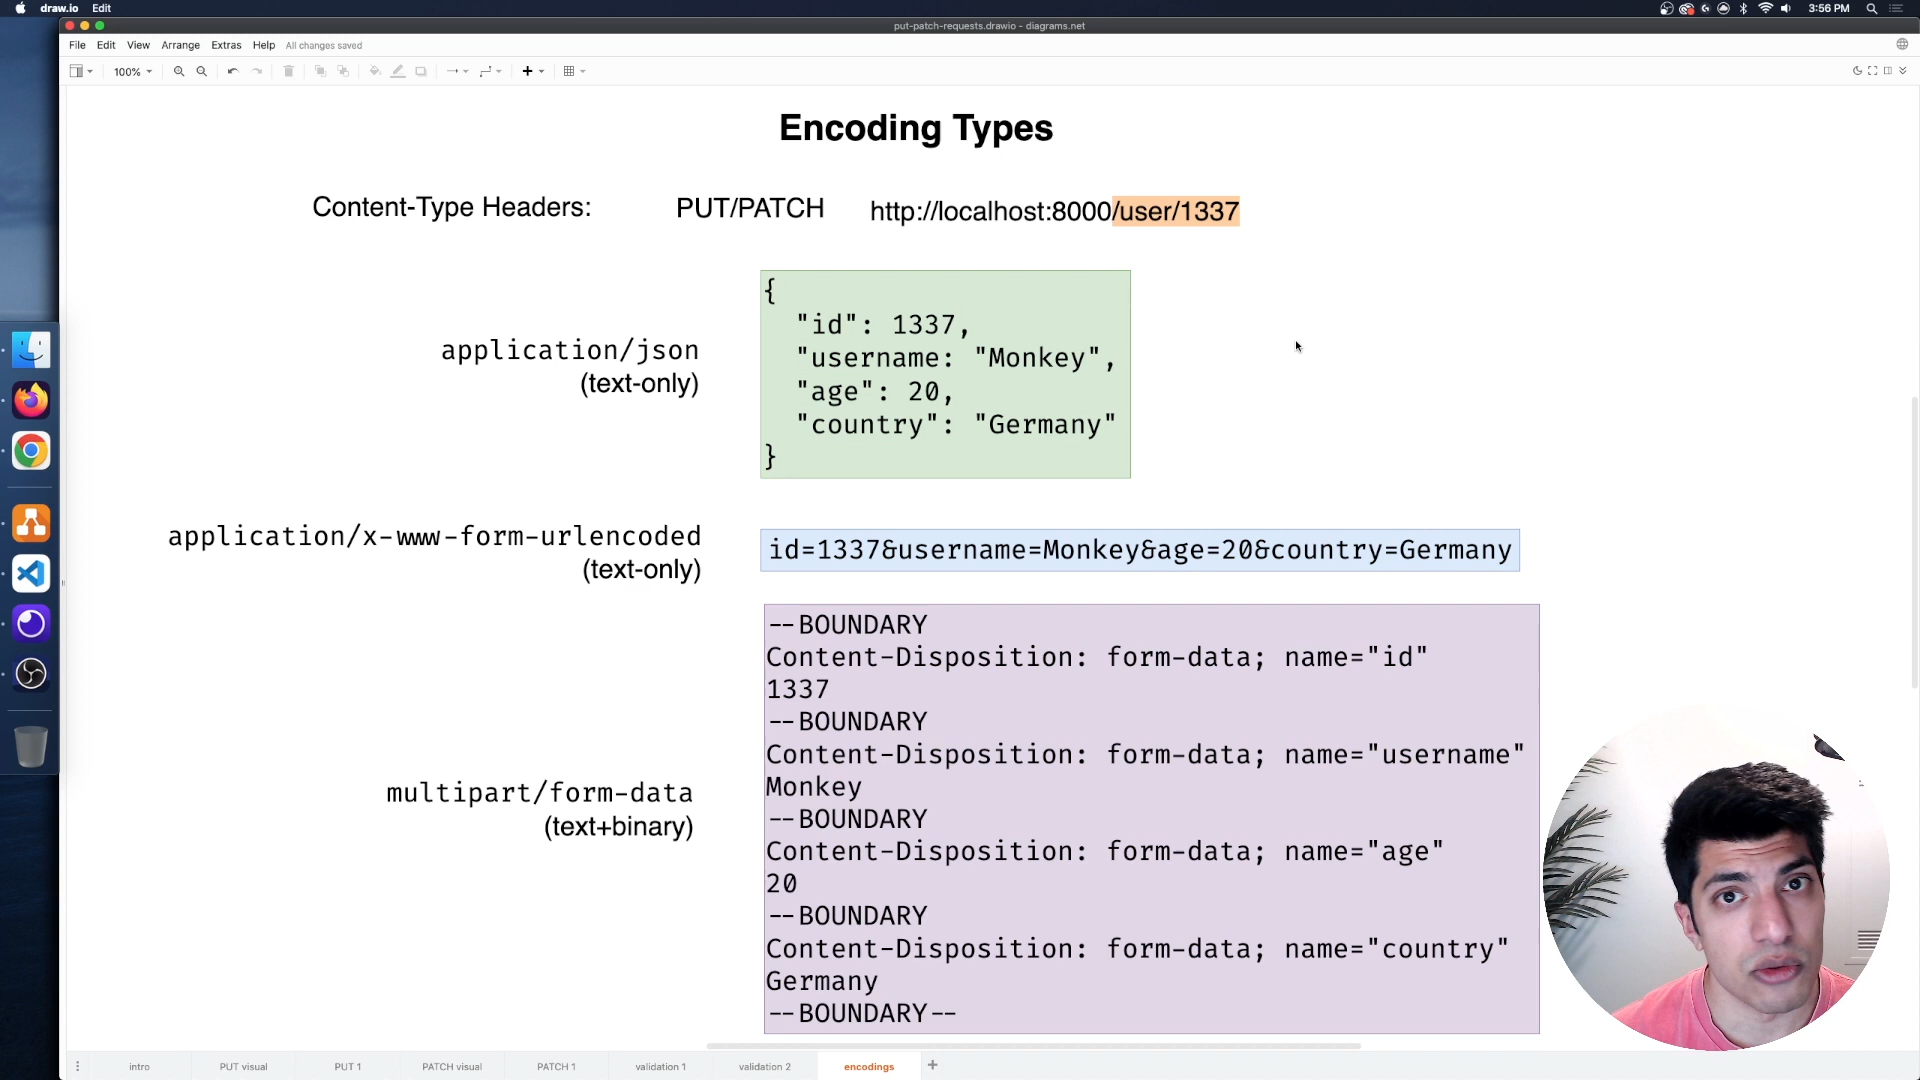 draw.io Edit
3:56 PM
put-patch-requests.drawio - diagrams.net
File Edit View Arrange Extras Help All changes saved
100%
Encoding Types
Content-Type Headers: PUT/PATCH http://localhost:8000/user/1337
{
"id": 1337,
"username: "Monkey",
"age": 20,
"country": "Germany"
}
application/json
(text-only)
application/x-www-form-urlencoded
(text-only)
id=1337&username=Monkey&age=20&country=Germany
multipart/form-data
(text+binary)
--BOUNDARY
Content-Disposition: form-data; name="id"
1337
--BOUNDARY
Content-Disposition: form-data; name="username"
Monkey
--BOUNDARY
Content-Disposition: form-data; name="age"
20
--BOUNDARY
Content-Disposition: form-data; name="country"
Germany
--BOUNDARY--
intro PUT visual PUT 1 PATCH visual PATCH 1 validation 1 validation 2 encodings